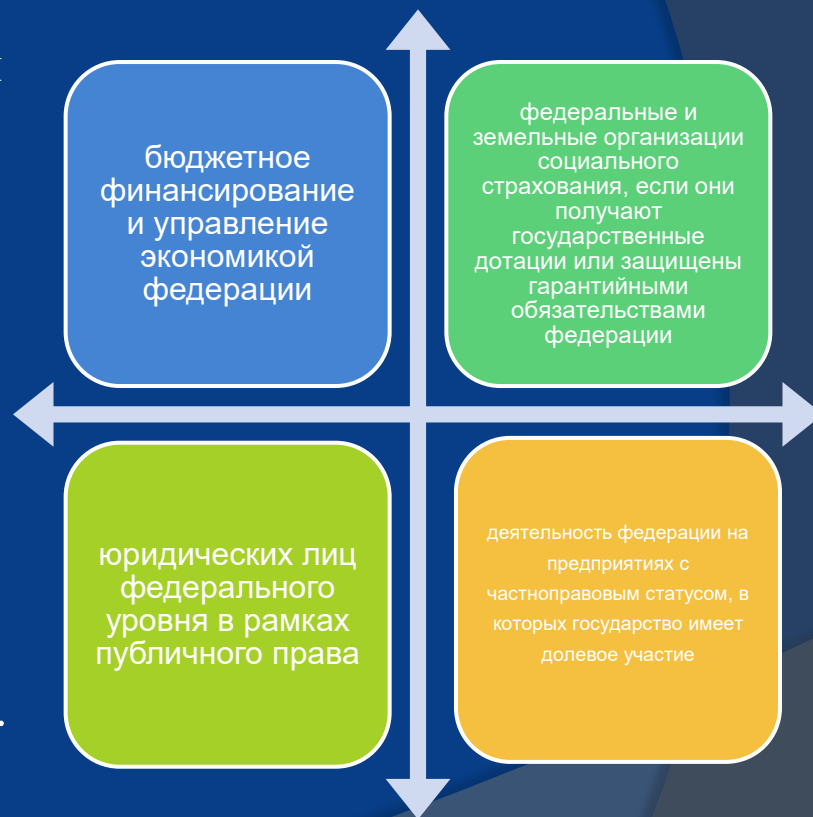 бюджетное
финансирование
и управление
экономикой
федерации
федеральные и
земельные организации
социального
страхования, если они
получают
государственные
дотации или защищены
гарантийными
обязательствами
федерации
юридических лиц
федерального
уровня в рамках
публичного права
деятельность федерации на
предприятиях с
частноправовым статусом, в
которых государство имеет
долевое участие